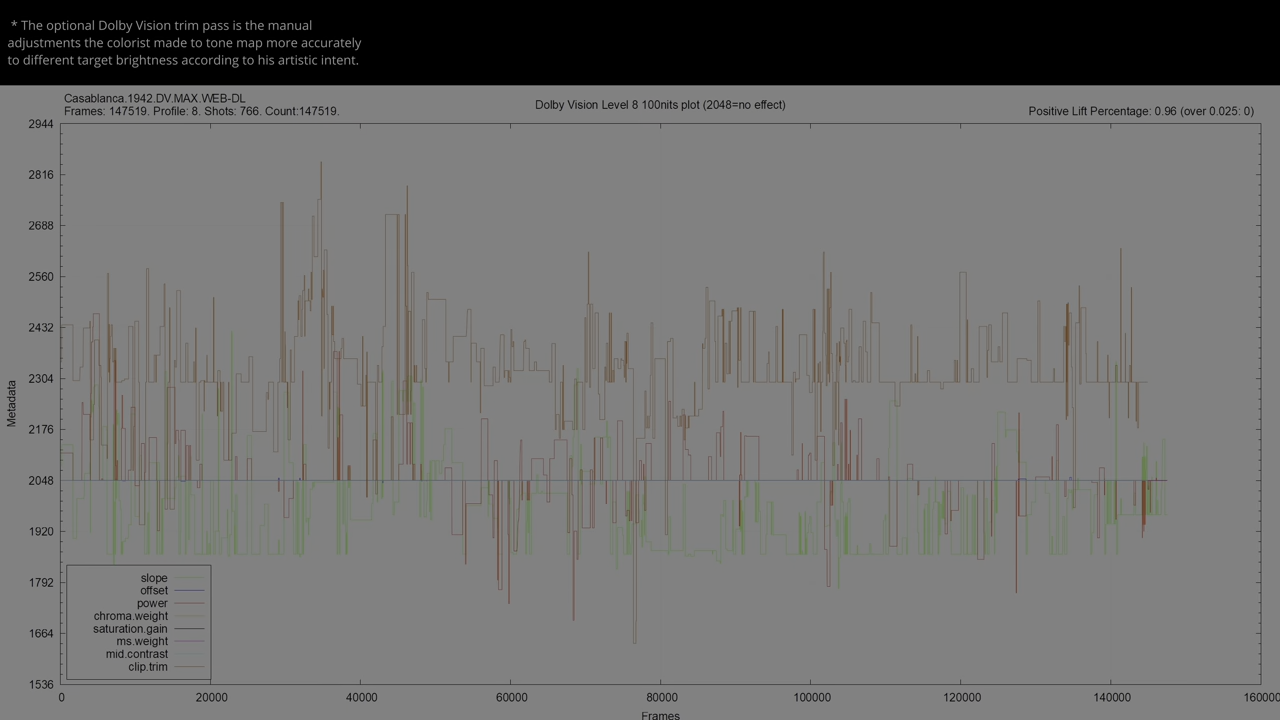 * The optional Dolby Vision trim pass is the manual
adjustments the colorist made to tone map more accurately
to different target brightness according to his artistic intent.
Casablanca.1942.DV.MAX.WEB-DL
Frames: 147519. Profile: 8. Shots: 766. Count:147519.
Dolby Vision Level 8 100nits plot (2048=no effect)
Positive Lift Percentage: 0.96 (over 0.025: 0)
2944
2816
2688
2560
2432
2304
2176
2048
1920
1792
1664
1536
Metadata
slope
offset
power
chroma.weight
saturation.gain
ms.weight
mid.contrast
clip.trim
0 20000 40000 60000 80000 100000 120000 140000 160000
Frames